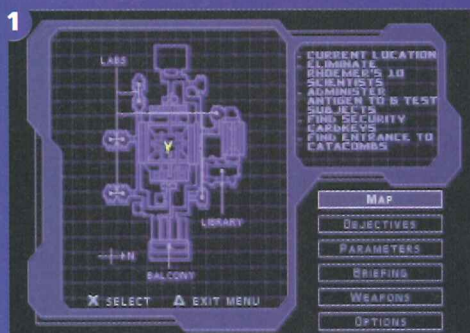 1
LABS
- CURRENT LOCATION
- ELIMINATE
RHOEMER'S 10
SCIENTISTS
- ADMINISTER
ANTIGEN TO 6 TEST
SUBJECTS
- FIND SECURITY
CARDKEYS
- FIND ENTRANCE TO
CATACOMBS
LIBRARY
N
BALCONY
X SELECT △ EXIT MENU
MAP
OBJECTIVES
PARAMETERS
BRIEFING
WEAPONS
OPTIONS